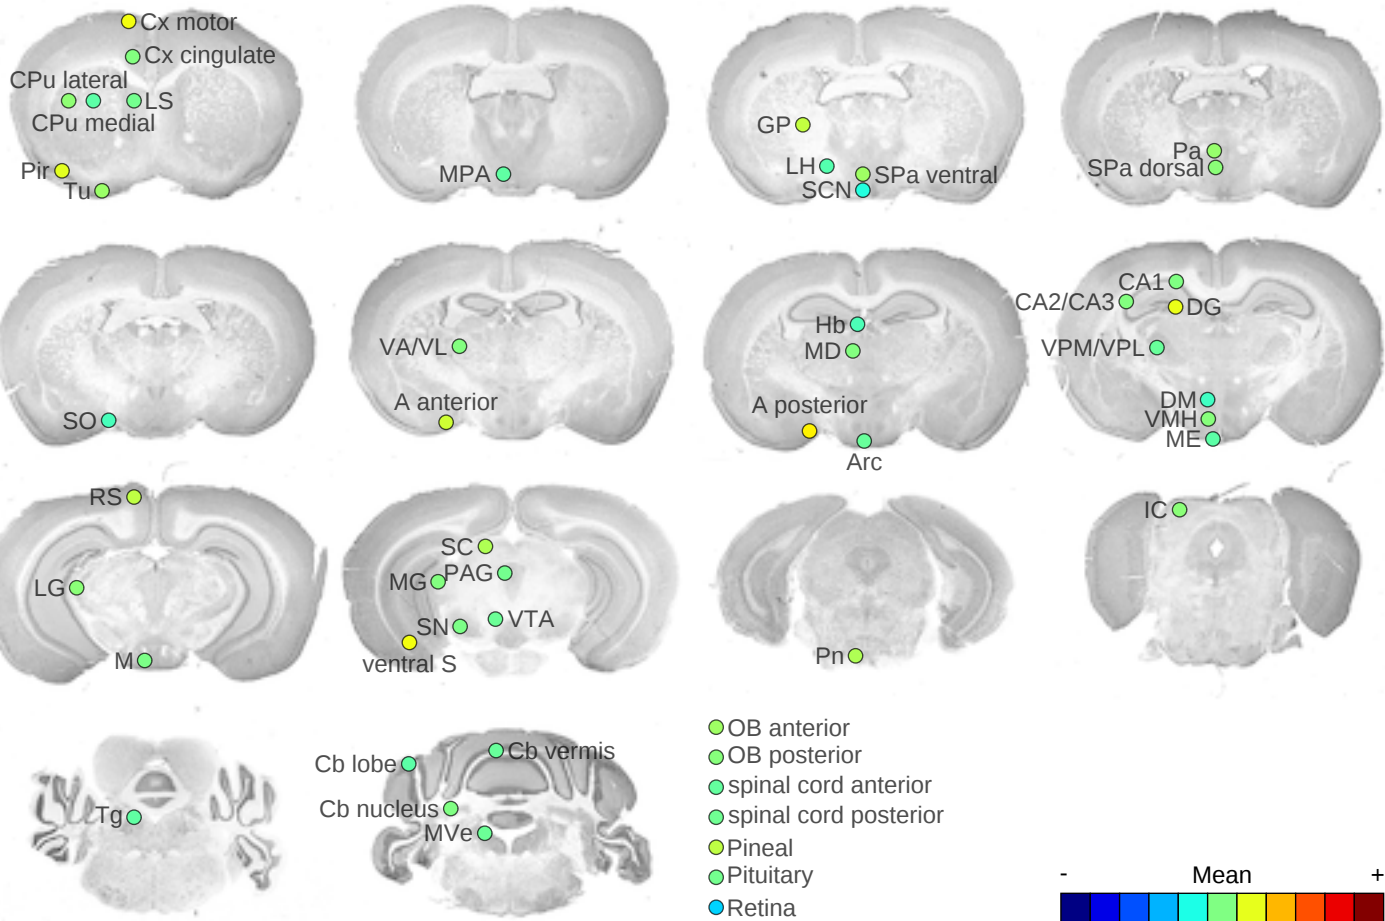 Cx motor
Cx cingulate
CPu lateral
LS
CPu medial
Pir
Tu
MPA
GP
LH
SPa ventral
SCN
Pa
SPa dorsal
SO
VA/VL
A anterior
Hb
MD
A posterior
Arc
CA1
CA2/CA3
DG
VPM/VPL
DM
VMH
ME
RS
LG
M
SC
MG
PAG
SN
VTA
ventral S
Pn
IC
Tg
Cb vermis
Cb lobe
Cb nucleus
MVe
OB anterior
OB posterior
spinal cord anterior
spinal cord posterior
Pineal
Pituitary
Retina
- Mean +